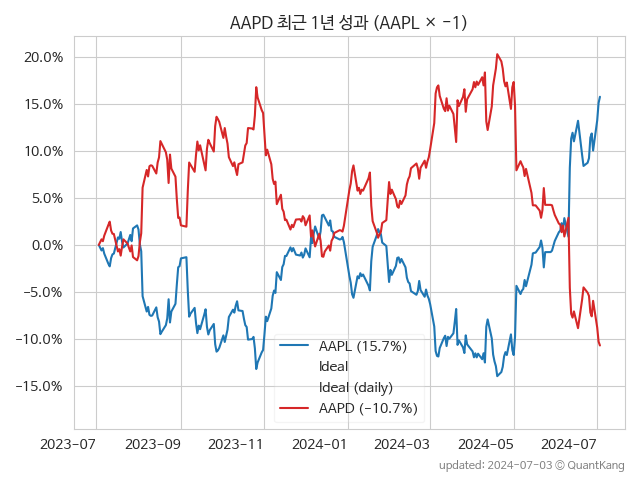 AAPD 최근 1년 성과 (AAPL × −1)
20.0%
15.0%
10.0%
5.0%
0.0%
−5.0%
−10.0%
−15.0%
AAPL (15.7%)
Ideal
Ideal (daily)
AAPD (−10.7%)
2023-07 2023-09 2023-11 2024-01 2024-03 2024-05 2024-07
updated: 2024-07-03 © QuantKang